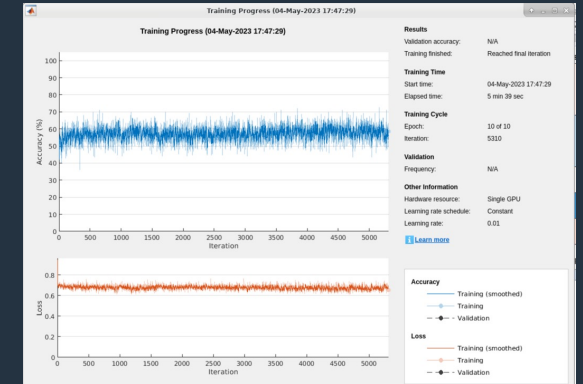 Training Progress (04-May-2023 17:47:29)
Training Progress (04-May-2023 17:47:29)
100
90
80
70
60
50
40
30
20
10
0
Accuracy (%)
0 500 1000 1500 2000 2500 3000 3500 4000 4500 5000
Iteration
0.8
0.6
0.4
0.2
0
Loss
0 500 1000 1500 2000 2500 3000 3500 4000 4500 5000
Iteration
Results
Validation accuracy: N/A
Training finished: Reached final iteration
Training Time
Start time: 04-May-2023 17:47:29
Elapsed time: 5 min 39 sec
Training Cycle
Epoch: 10 of 10
Iteration: 5310
Validation
Frequency: N/A
Other Information
Hardware resource: Single GPU
Learning rate schedule: Constant
Learning rate: 0.01
i Learn more
Accuracy
Training (smoothed)
Training
Validation
Loss
Training (smoothed)
Training
Validation